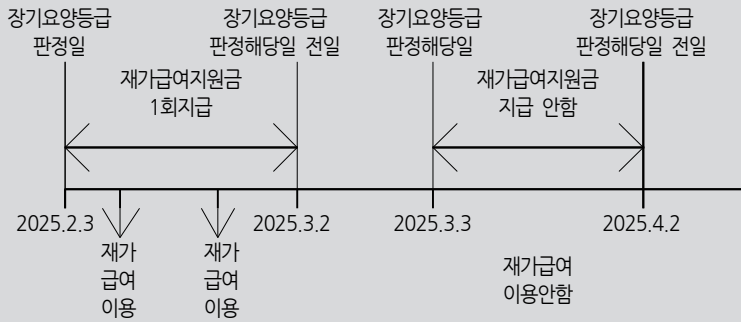 장기요양등급
판정일
장기요양등급
판정해당일 전일
장기요양등급
판정해당일
장기요양등급
판정해당일 전일
재가급여지원금
1회지급
재가급여지원금
지급 안함
2025.2.3
2025.3.2
2025.3.3
2025.4.2
재가
급여
이용
재가
급여
이용
재가급여
이용안함